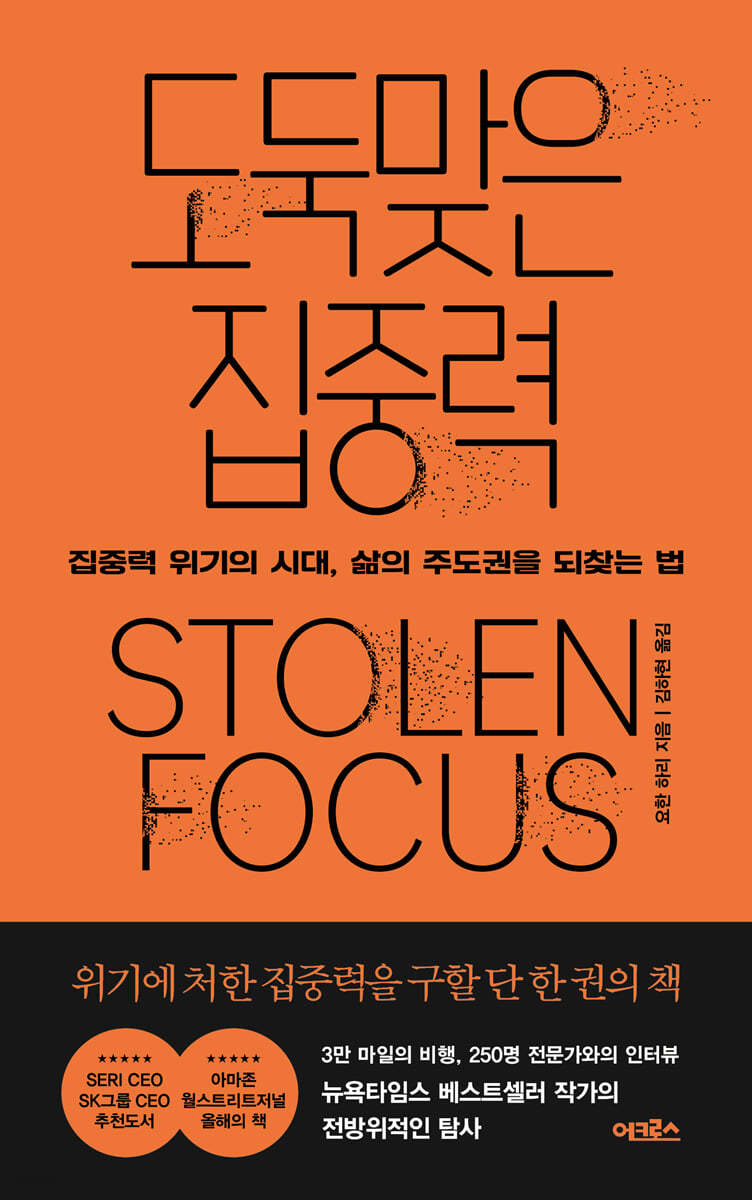 도둑맞은
집중력
집중력 위기의 시대, 삶의 주도권을 되찾는 법
STOLEN
FOCUS
요한 하리 지음 | 김하현 옮김
위기에 처한 집중력을 구할 단 한 권의 책
★★★★★
SERI CEO
SK그룹 CEO
추천도서
★★★★★
아마존
월스트리트저널
올해의 책
3만 마일의 비행, 250명 전문가와의 인터뷰
뉴욕타임스 베스트셀러 작가의
전방위적인 탐사
어크로스